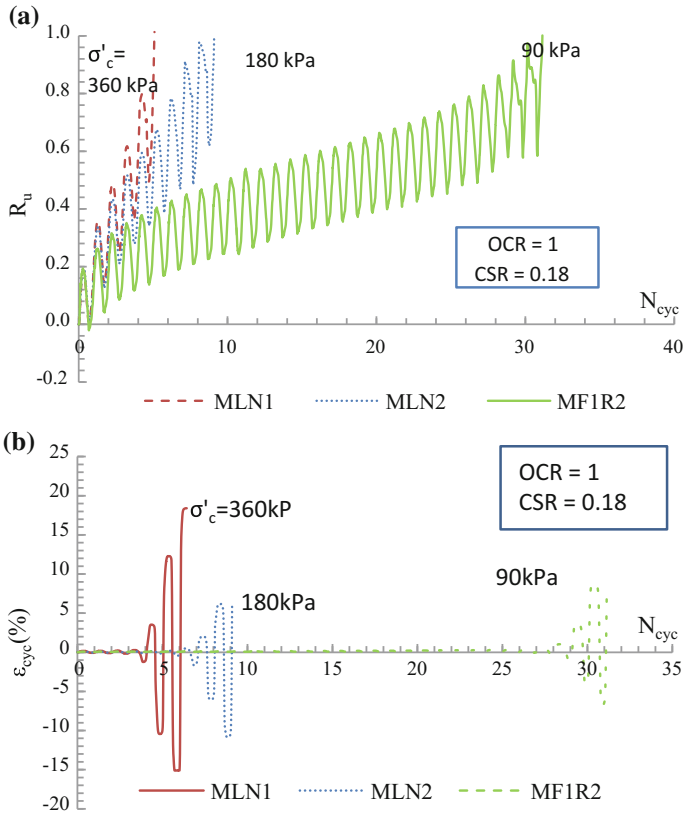 (a)
1.0
σ'c=
360 kPa
180 kPa
90 kPa
0.8
0.6
Ru
0.4
OCR = 1
CSR = 0.18
0.2
Ncyc
0.0
0 10 20 30 40
-0.2
MLN1 MLN2 MF1R2
(b)
25
20
OCR = 1
CSR = 0.18
15
σ'c=360kP
10
180kPa
90kPa
5
Ncyc
εcyc(%)
0
0 5 10 15 20 25 30 35
-5
-10
-15
-20
MLN1 MLN2 MF1R2